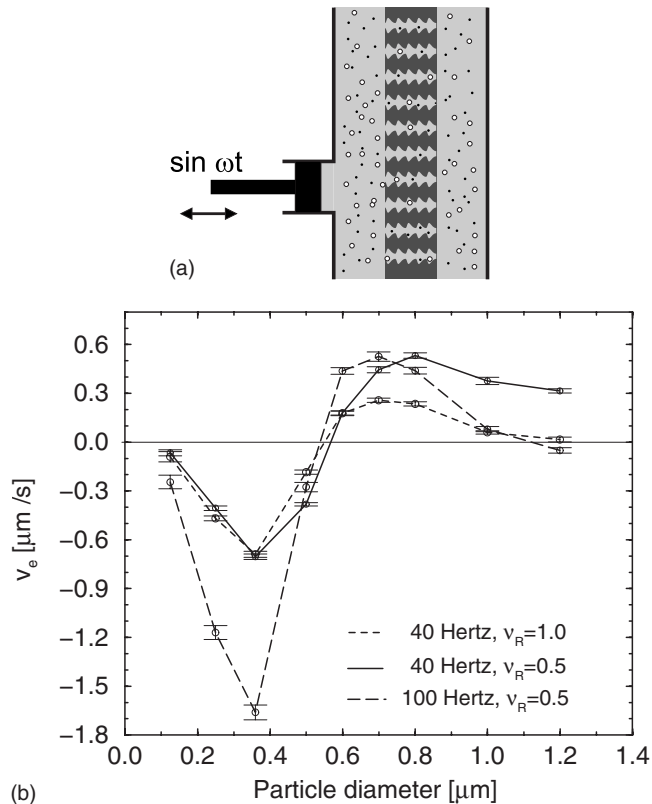 sin ωt
(a)
0.6
0.3
0.0
−0.3
−0.6
−0.9
−1.2
−1.5
−1.8
v_e [μm /s]
40 Hertz, ν_R=1.0
40 Hertz, ν_R=0.5
100 Hertz, ν_R=0.5
0.0 0.2 0.4 0.6 0.8 1.0 1.2 1.4
Particle diameter [μm]
(b)